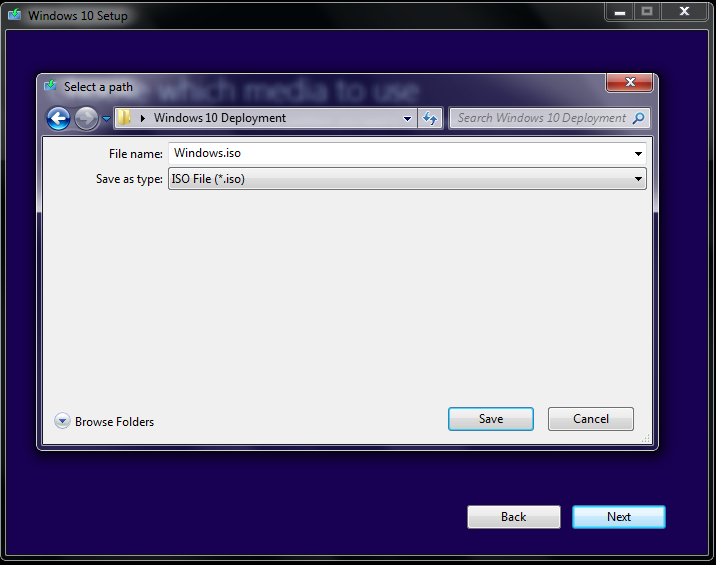 Windows 10 Setup
which media to use
Select a path
Windows 10 Deployment
Search Windows 10 Deployment
File name: Windows.iso
Save as type: ISO File (*.iso)
Browse Folders
Save
Cancel
Back
Next